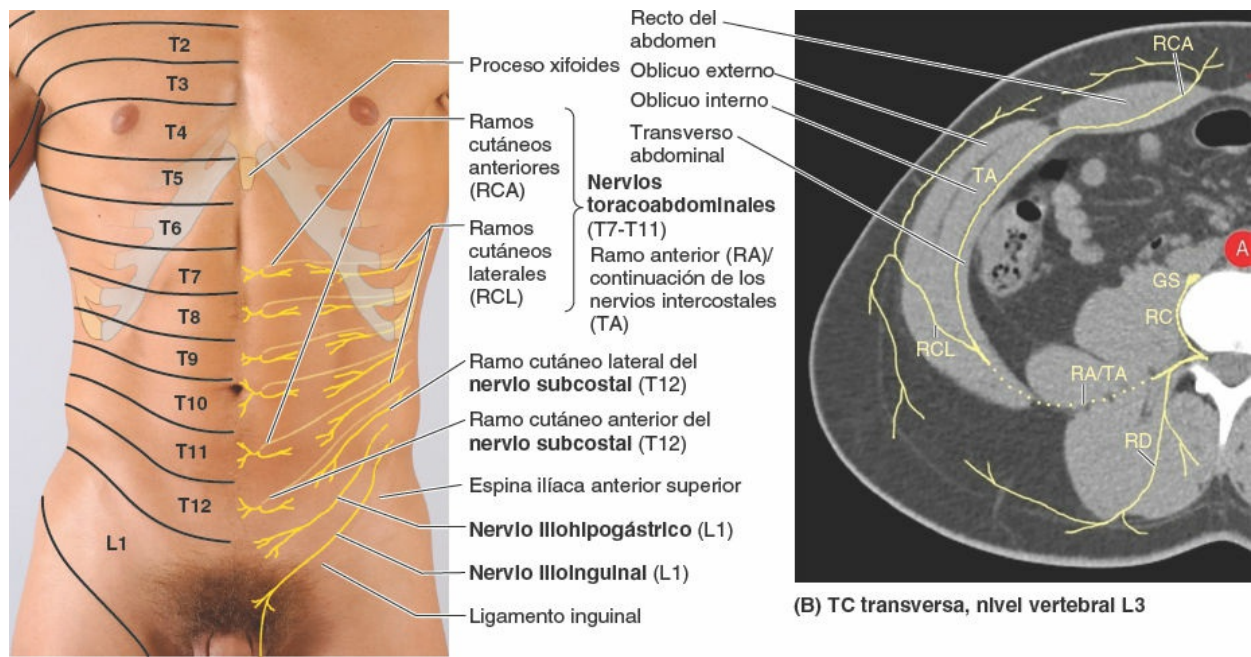 T2
T3
T4
T5
T6
T7
T8
T9
T10
T11
T12
L1
Proceso xifoides
Ramos
cutáneos
anteriores
(RCA)
Ramos
cutáneos
laterales
(RCL)
Nervios
toracoabdominales
(T7-T11)
Ramo anterior (RA)/
continuación de los
nervios intercostales
(TA)
Ramo cutáneo lateral del
nervio subcostal (T12)
Ramo cutáneo anterior del
nervio subcostal (T12)
Espina ilíaca anterior superior
Nervio iliohipogástrico (L1)
Nervio ilioinguinal (L1)
Ligamento inguinal
Recto del
abdomen
Oblicuo externo
Oblicuo interno
Transverso
abdominal
RCA
TA
A
GS
RC
RCL
RA/TA
RD
(B) TC transversa, nivel vertebral L3